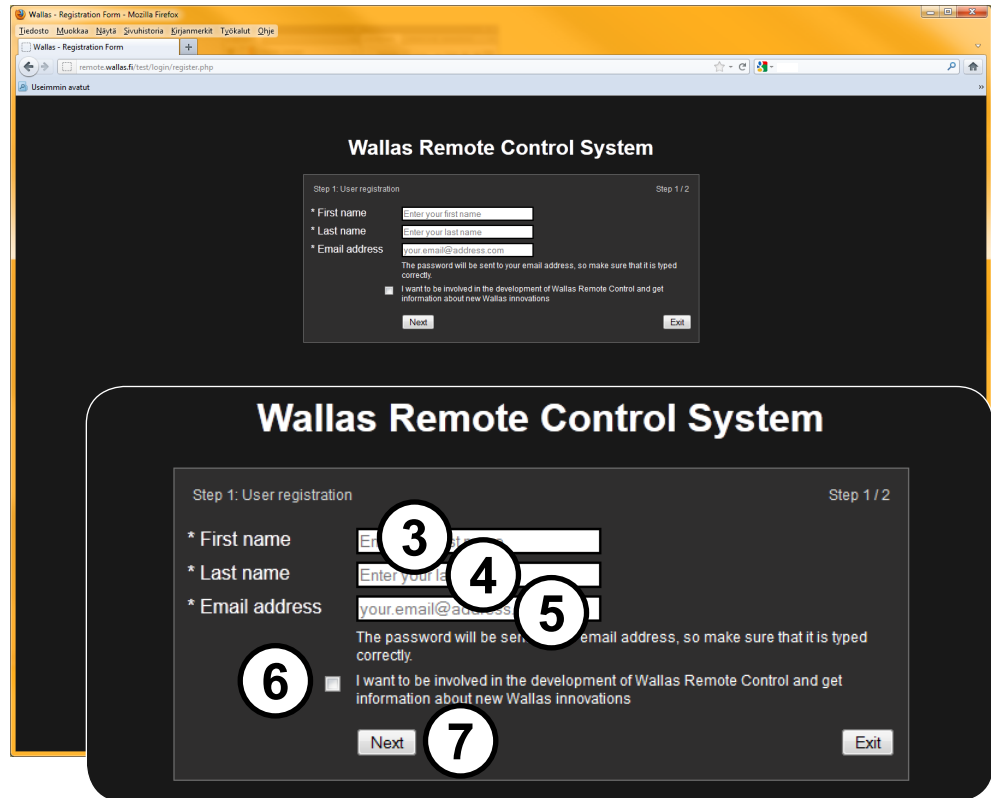 Wallas - Registration Form - Mozilla Firefox
Tiedosto Muokkaa Näytä Sivuhistoria Kirjanmerkit Työkalut Ohje
Wallas - Registration Form +
remote.wallas.fi/test/login/register.php
Useimmin avatut »
Wallas Remote Control System
Step 1: User registration Step 1 / 2
* First name Enter your first name
* Last name Enter your last name
* Email address your.email@address.com
The password will be sent to your email address, so make sure that it is typed
correctly.
I want to be involved in the development of Wallas Remote Control and get
information about new Wallas innovations
Next Exit
Wallas Remote Control System
Step 1: User registration Step 1 / 2
* First name 3
* Last name Enter your 4
* Email address your.email@address. 5
The password will be email address, so make sure that it is typed
correctly.
6 I want to be involved in the development of Wallas Remote Control and get
information about new Wallas innovations
Next 7 Exit